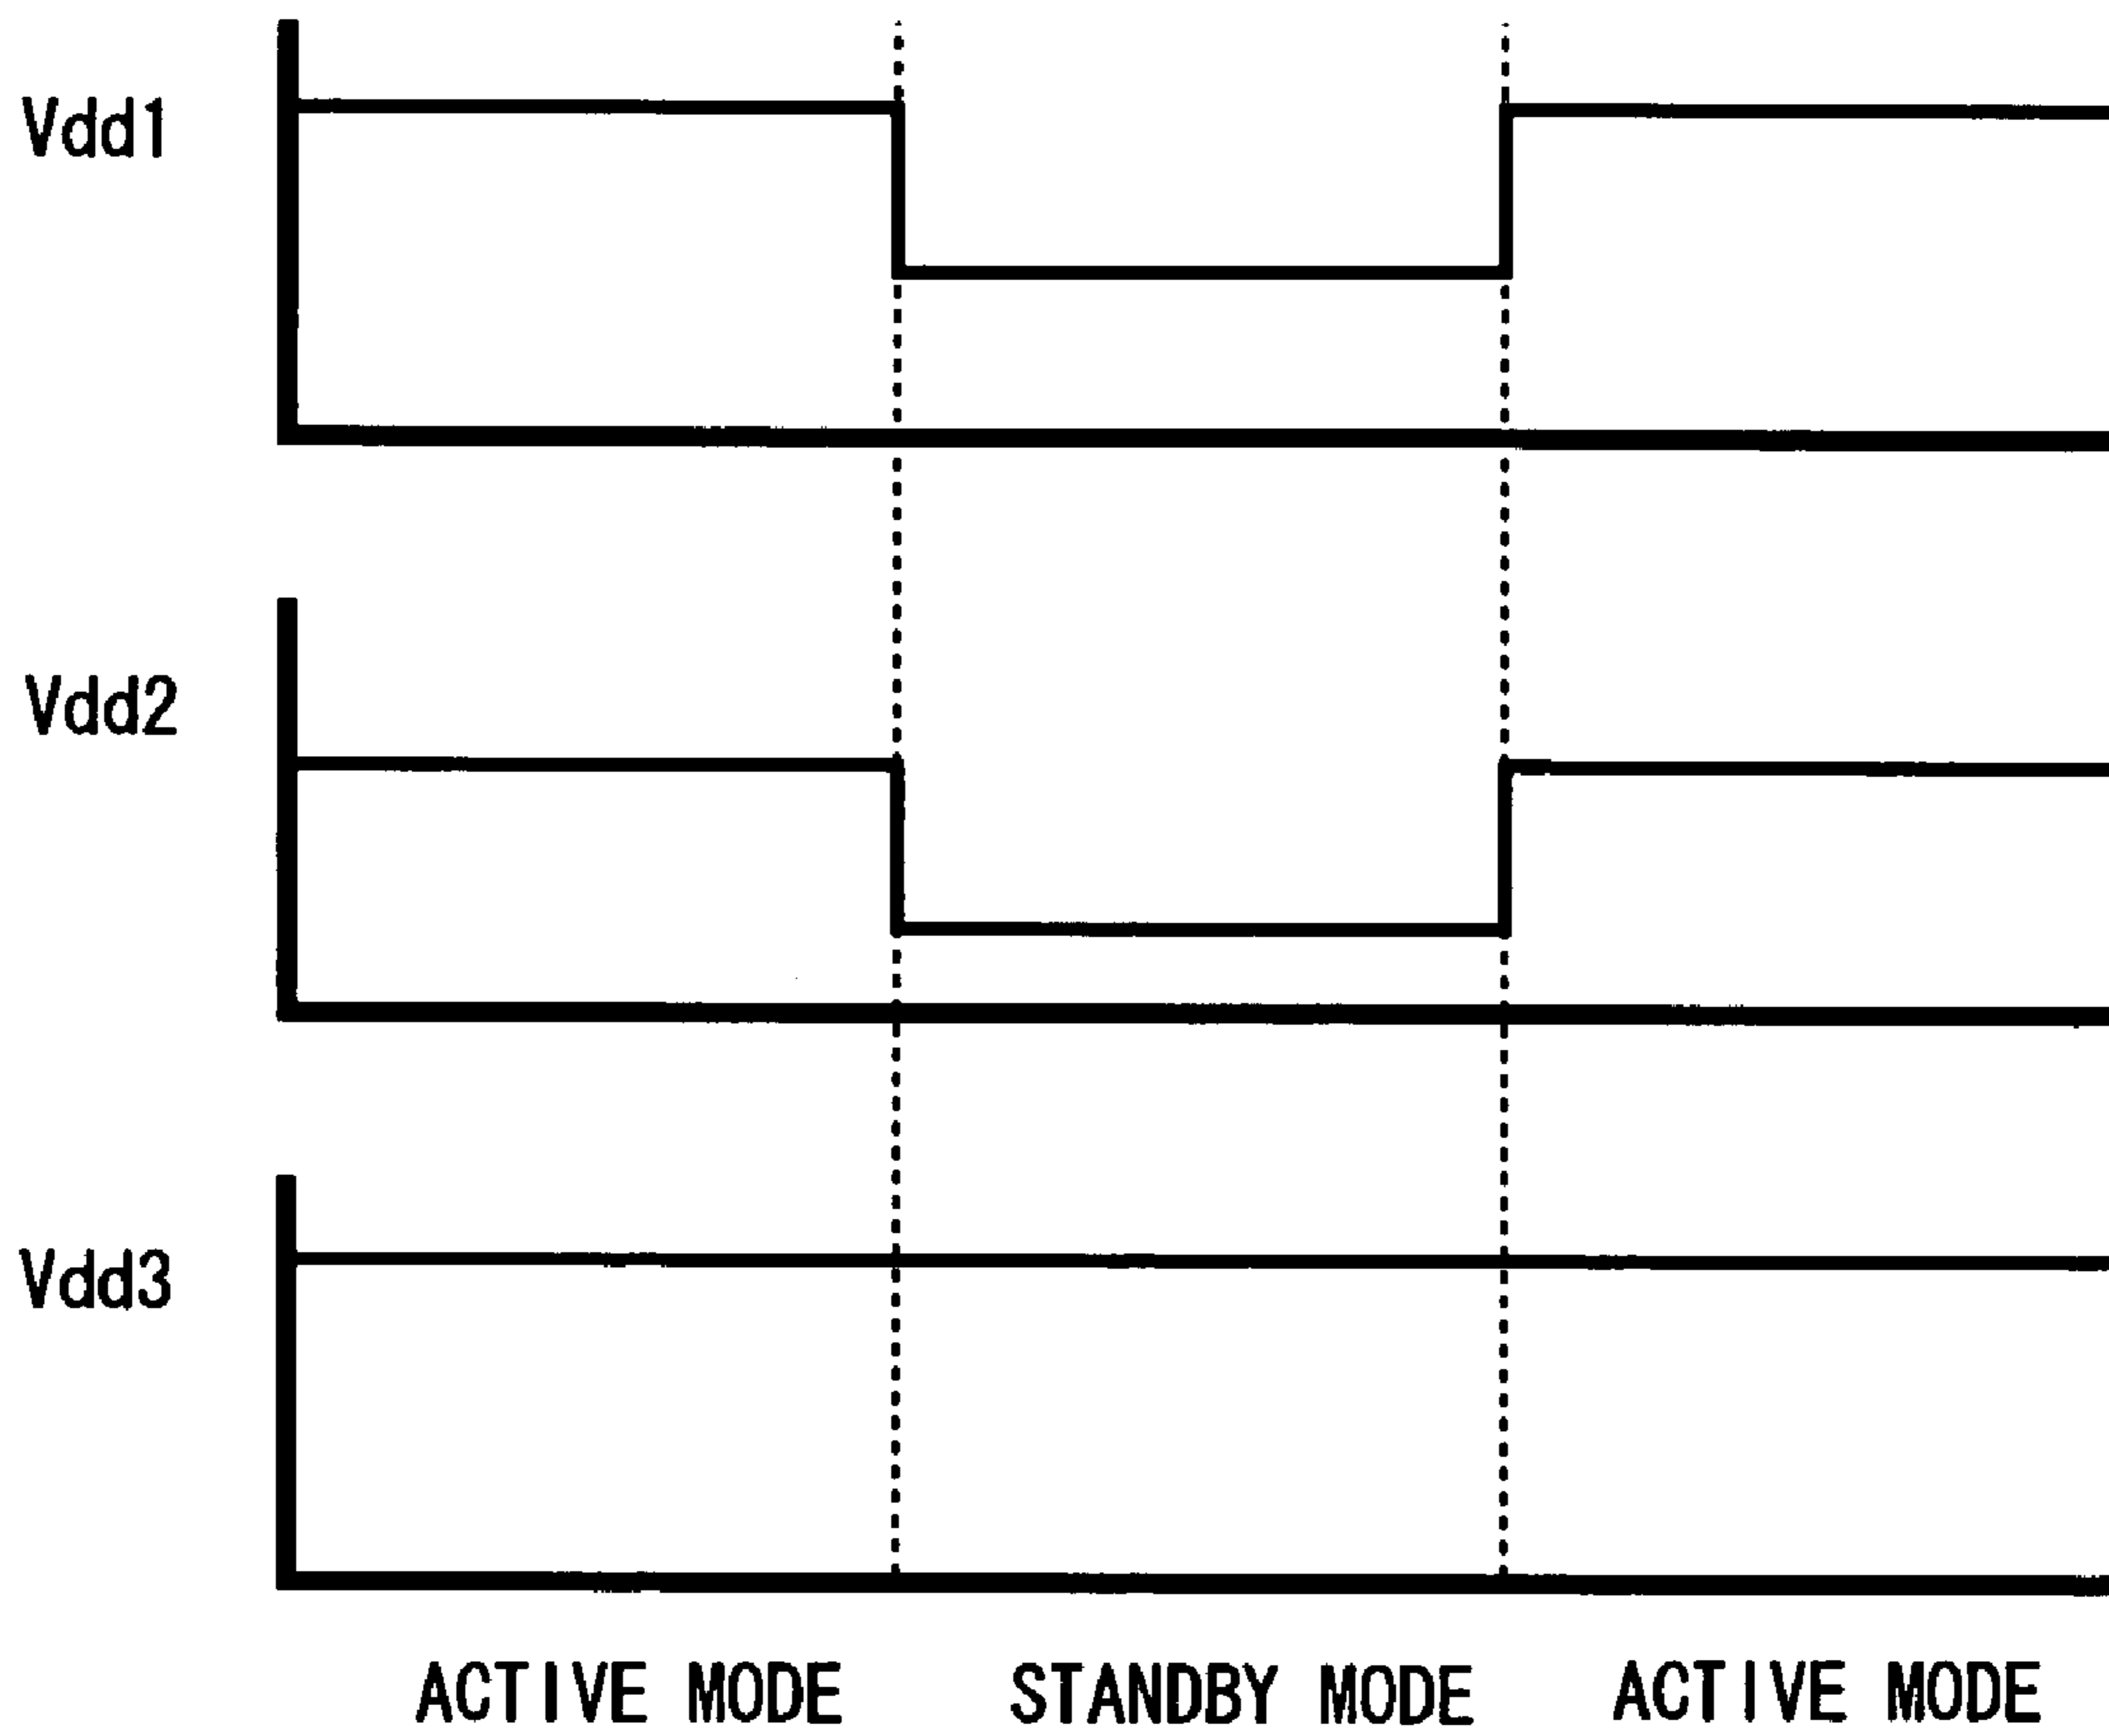 Vdd1
Vdd2
Vdd3
ACTIVE MODE STANDBY MODE ACTIVE MODE